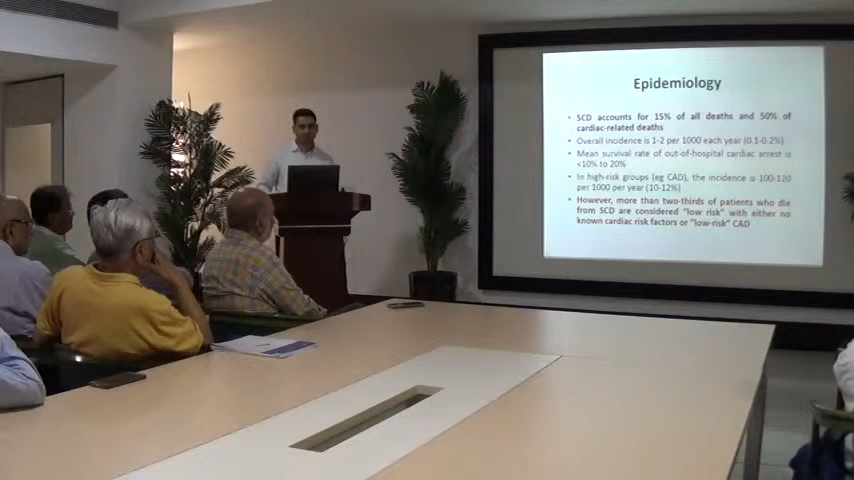 Epidemiology
• SCD accounts for 15% of all deaths and 50% of
cardiac-related deaths
• Overall incidence is 1-2 per 1000 each year (0.1-0.2%)
• Mean survival rate of out-of-hospital cardiac arrest is
<10% to 20%
• In high-risk groups (eg CAD), the incidence is 100-120
per 1000 per year (10-12%)
• However, more than two-thirds of patients who die
from SCD are considered "low risk" with either no
known cardiac risk factors or "low-risk" CAD